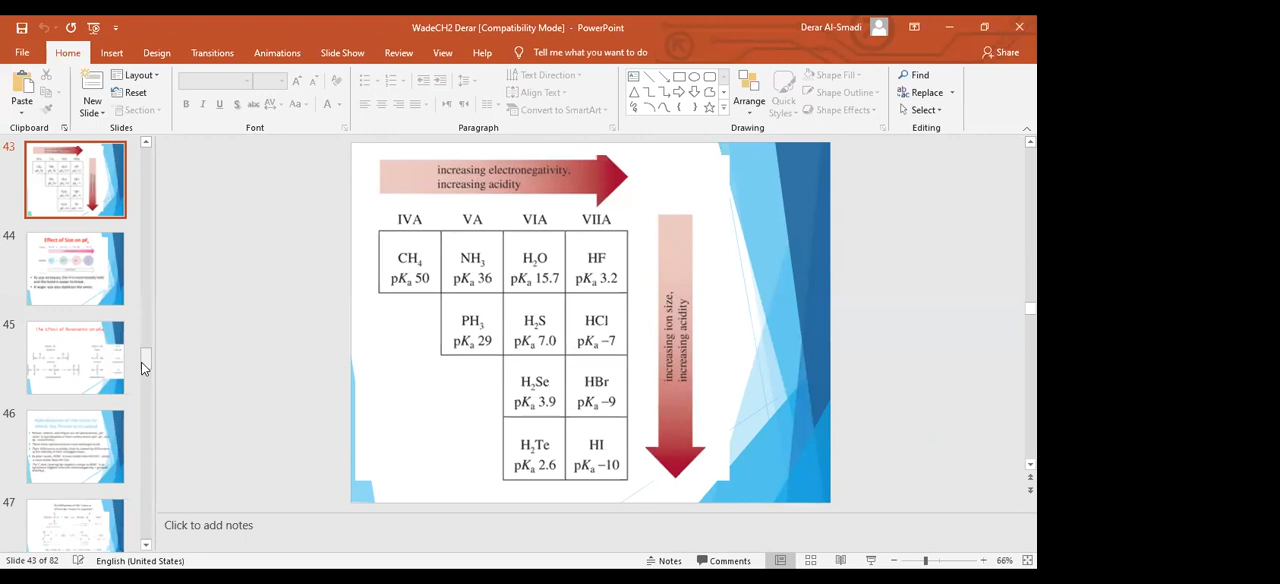 WadeCH2 Derar [Compatibility Mode] - PowerPoint
Derar Al-Smadi
File Home Insert Design Transitions Animations Slide Show Review View Help Tell me what you want to do
Share
Paste
Clipboard
New
Slide
Layout
Reset
Section
Slides
B I U S abc AV Aa A
Font
Text Direction
Align Text
Convert to SmartArt
Paragraph
Arrange
Quick
Styles
Shape Fill
Shape Outline
Shape Effects
Drawing
Find
Replace
Select
Editing
43
44
Effect of Size on pKa
45
The Effect of Resonance on pKa
46
47
increasing electronegativity,
increasing acidity
IVA VA VIA VIIA
CH4 NH3 H2O HF
pKa 50 pKa 36 pKa 15.7 pKa 3.2
PH3 H2S HCl
pKa 29 pKa 7.0 pKa −7
H2Se HBr
pKa 3.9 pKa −9
H2Te HI
pKa 2.6 pKa −10
increasing ion size,
increasing acidity
Click to add notes
Slide 43 of 82 English (United States) Notes Comments 66%